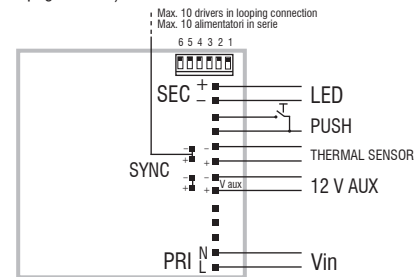 Max. 10 drivers in looping connection
Max. 10 alimentatori in serie
6 5 4 3 2 1
SEC + −
LED
PUSH
− −
+ +
THERMAL SENSOR
SYNC
− −
+ + V aux
12 V AUX
PRI N L
Vin